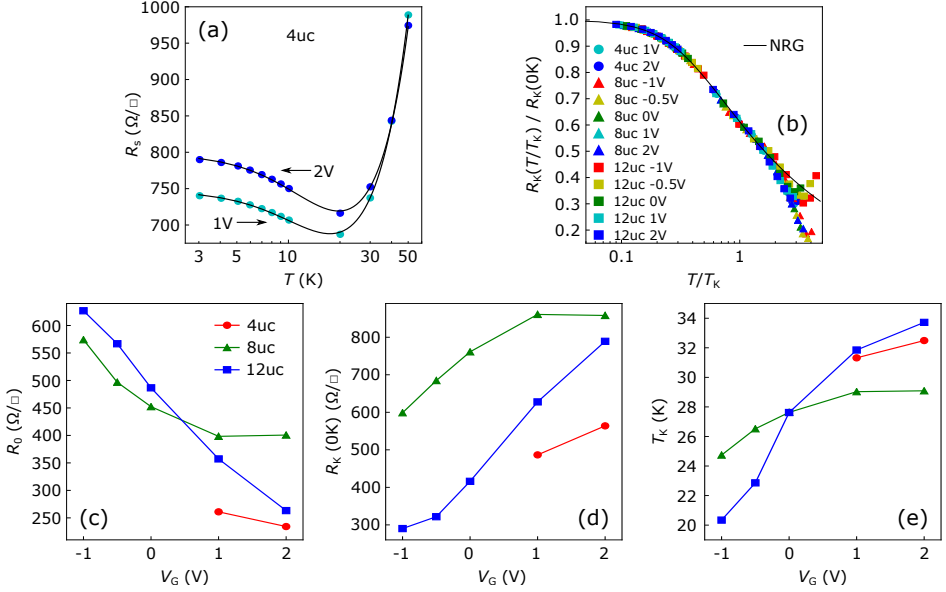 (a)
4uc
2V
1V
1000
950
900
850
800
750
700
Rs (Ω/□)
3
5
10
20
30
50
T (K)
(b)
NRG
4uc 1V
4uc 2V
8uc -1V
8uc -0.5V
8uc 0V
8uc 1V
8uc 2V
12uc -1V
12uc -0.5V
12uc 0V
12uc 1V
12uc 2V
1.0
0.9
0.8
0.7
0.6
0.5
0.4
0.3
0.2
RK(T/TK) / RK(0K)
0.1
1
T/TK
(c)
4uc
8uc
12uc
600
550
500
450
400
350
300
250
R0 (Ω/□)
-1
0
1
2
VG (V)
(d)
800
700
600
500
400
300
RK (0K) (Ω/□)
-1
0
1
2
VG (V)
(e)
34
32
30
28
26
24
22
20
TK (K)
-1
0
1
2
VG (V)